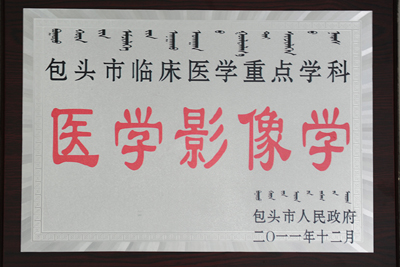 包头市临床医学重点学科
医学影像学
包头市人民政府
二〇一一年十二月